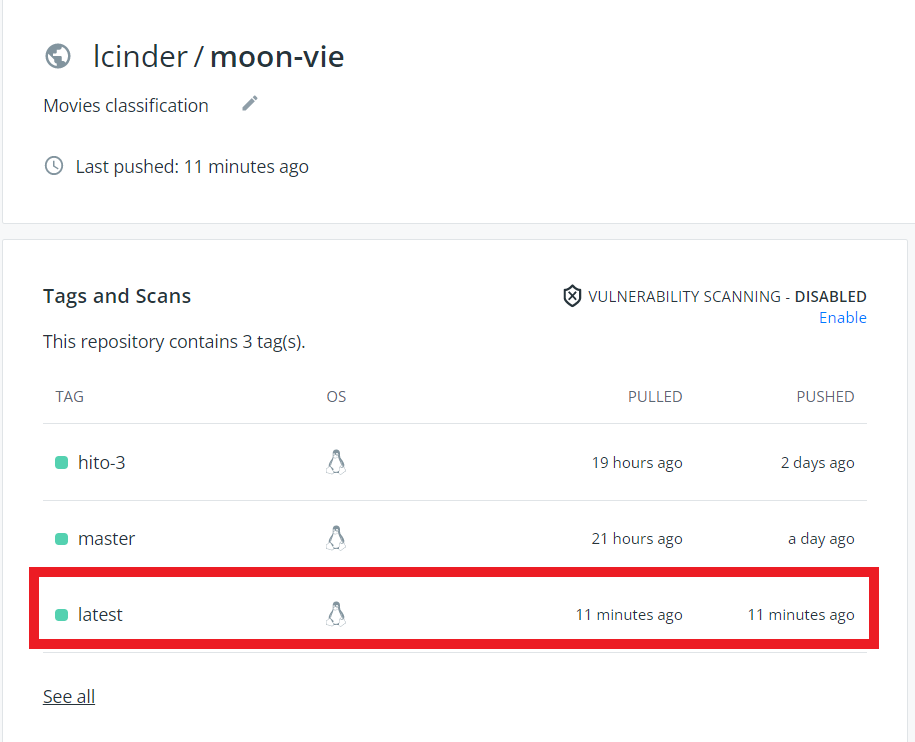 lcinder / moon-vie
Movies classification
Last pushed: 11 minutes ago
Tags and Scans
VULNERABILITY SCANNING - DISABLED
Enable
This repository contains 3 tag(s).
TAG OS PULLED PUSHED
hito-3 19 hours ago 2 days ago
master 21 hours ago a day ago
latest 11 minutes ago 11 minutes ago
See all